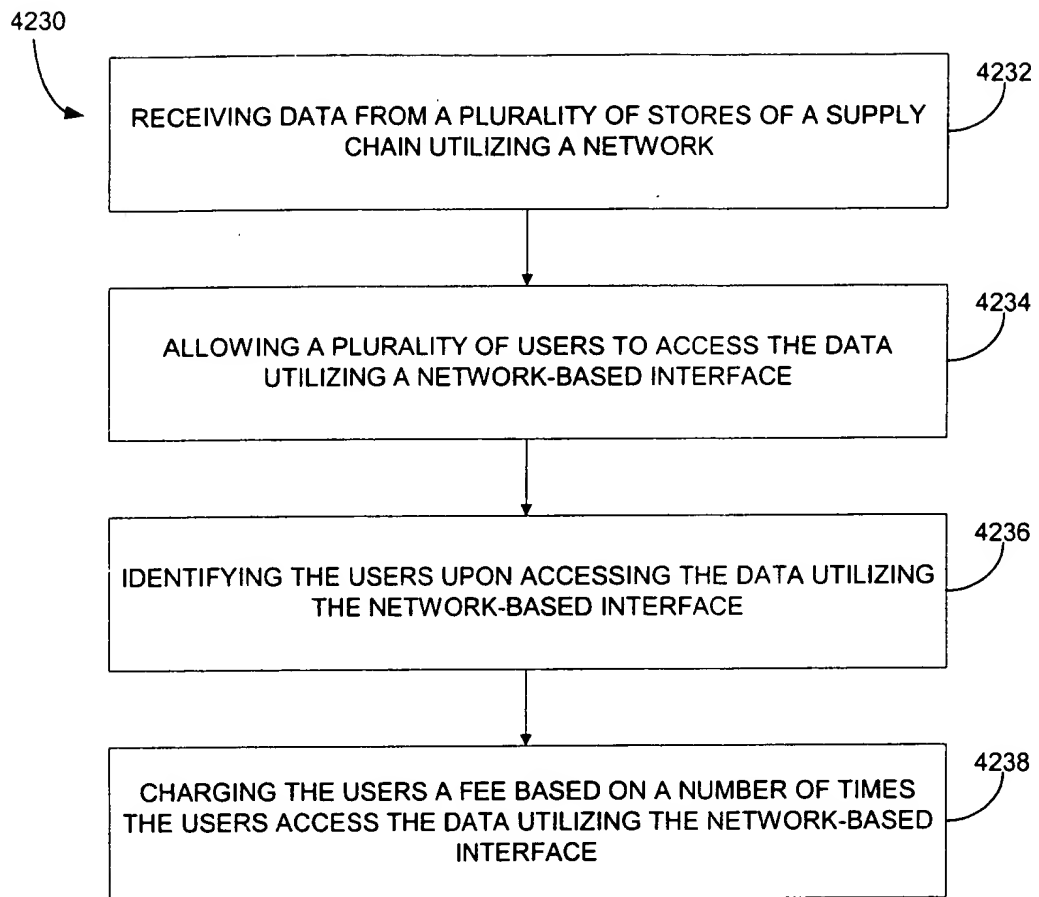 4230
4232
RECEIVING DATA FROM A PLURALITY OF STORES OF A SUPPLY
CHAIN UTILIZING A NETWORK
4234
ALLOWING A PLURALITY OF USERS TO ACCESS THE DATA
UTILIZING A NETWORK-BASED INTERFACE
4236
IDENTIFYING THE USERS UPON ACCESSING THE DATA UTILIZING
THE NETWORK-BASED INTERFACE
4238
CHARGING THE USERS A FEE BASED ON A NUMBER OF TIMES
THE USERS ACCESS THE DATA UTILIZING THE NETWORK-BASED
INTERFACE